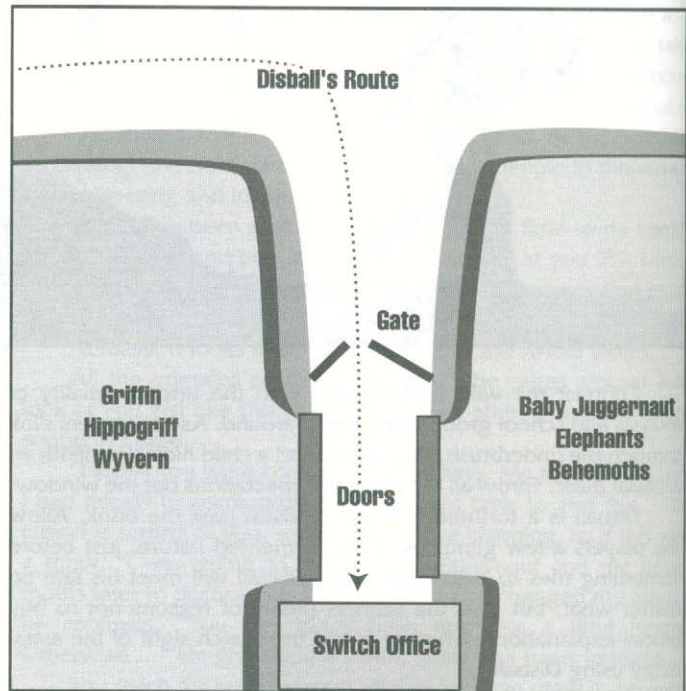 Disball's Route
Gate
Griffin
Hippogriff
Wyvern
Baby Juggernaut
Elephants
Behemoths
Doors
Switch Office